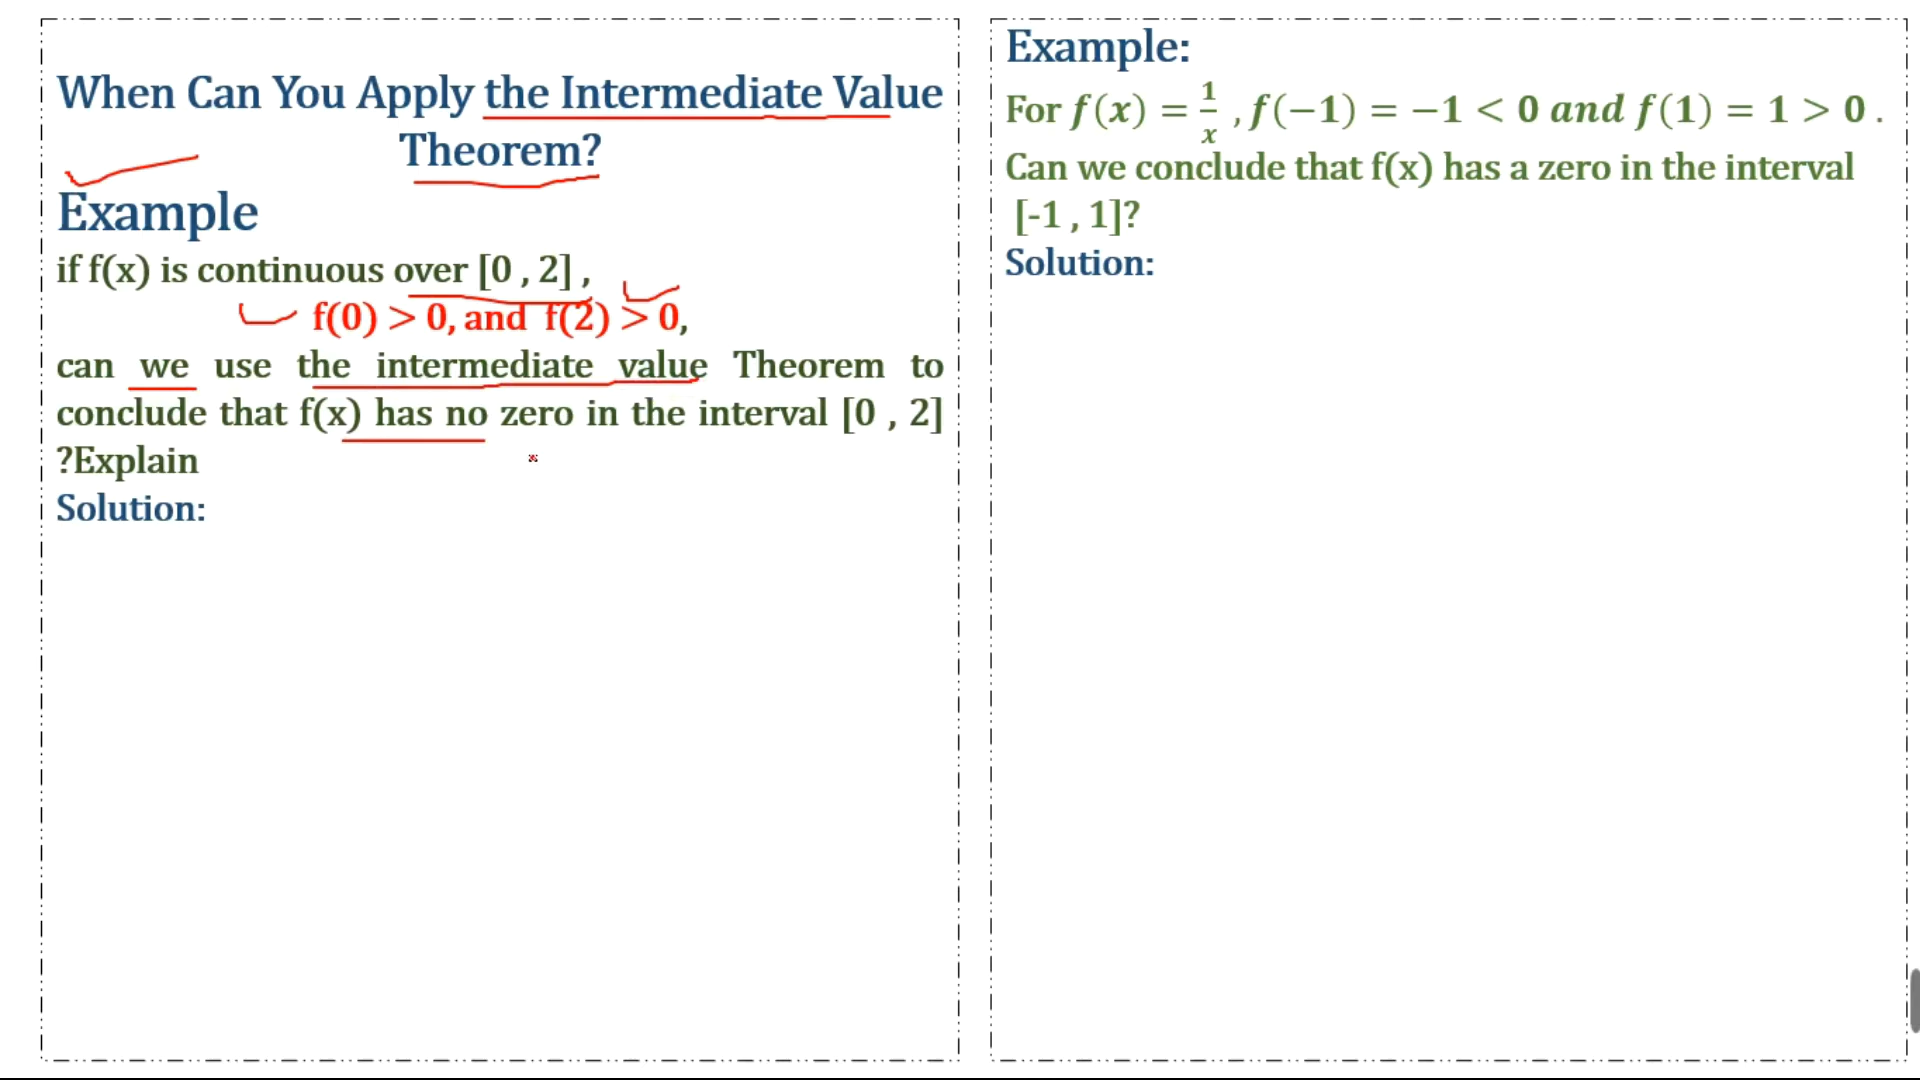 When Can You Apply the Intermediate Value
Theorem?
Example
if f(x) is continuous over [0 , 2] ,
f(0) > 0, and f(2) > 0,
can we use the intermediate value Theorem to
conclude that f(x) has no zero in the interval [0 , 2]
?Explain
Solution:
Example:
For f(x) = 1/x , f(−1) = −1 < 0 and f(1) = 1 > 0 .
Can we conclude that f(x) has a zero in the interval
[-1 , 1]?
Solution: